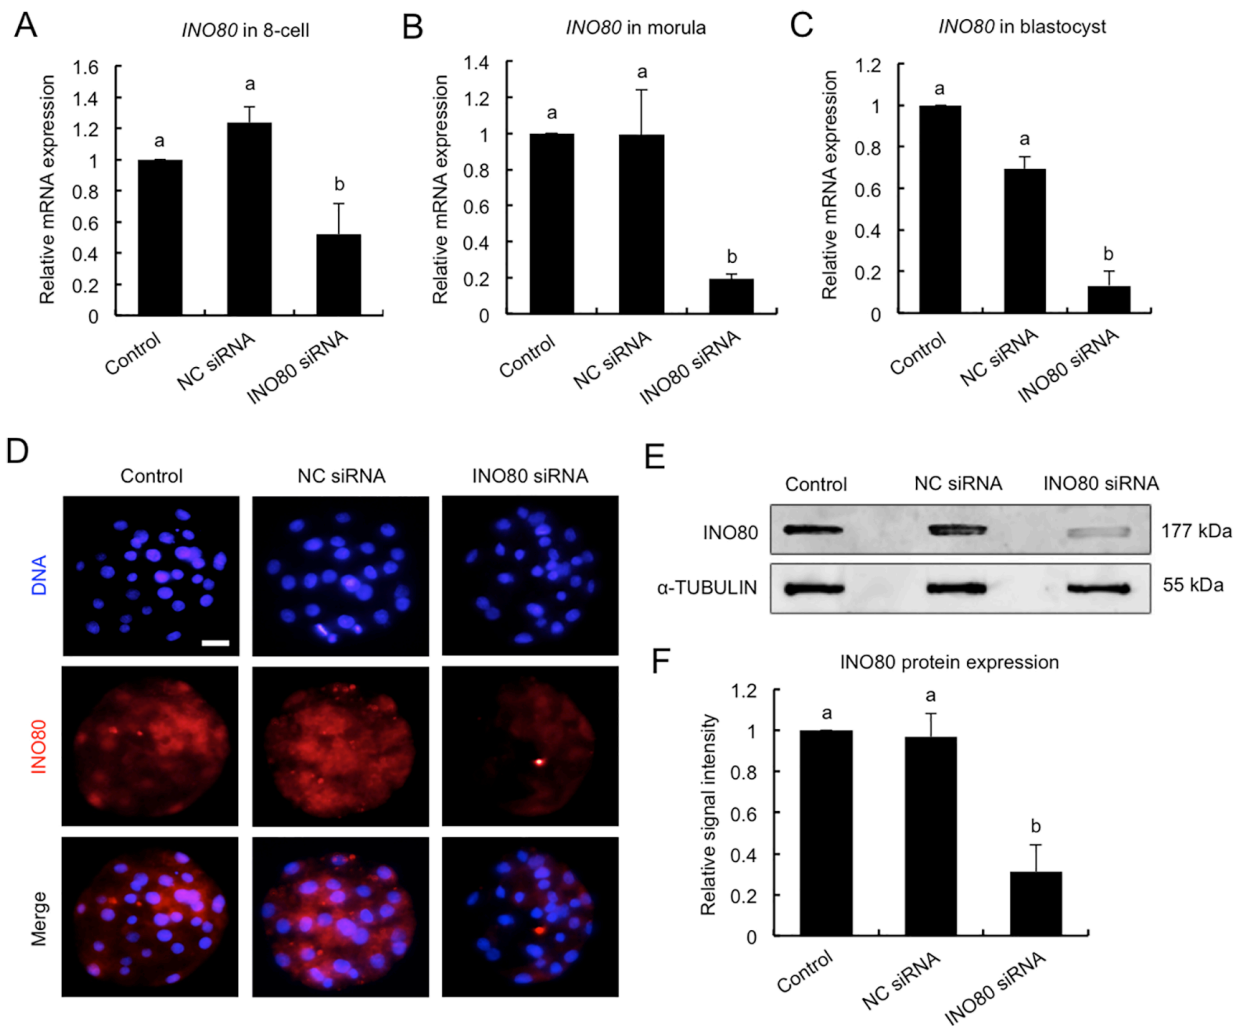 A
INO80 in 8-cell
Relative mRNA expression
1.6
1.4
1.2
1
0.8
0.6
0.4
0.2
0
a
a
b
Control
NC siRNA
INO80 siRNA
B
INO80 in morula
Relative mRNA expression
1.4
1.2
1
0.8
0.6
0.4
0.2
0
a
a
b
Control
NC siRNA
INO80 siRNA
C
INO80 in blastocyst
Relative mRNA expression
1.2
1
0.8
0.6
0.4
0.2
0
a
a
b
Control
NC siRNA
INO80 siRNA
D
Control NC siRNA INO80 siRNA
DNA
INO80
Merge
E
Control NC siRNA INO80 siRNA
INO80 177 kDa
α-TUBULIN 55 kDa
F
INO80 protein expression
Relative signal intensity
1.2
1
0.8
0.6
0.4
0.2
0
a
a
b
Control
NC siRNA
INO80 siRNA